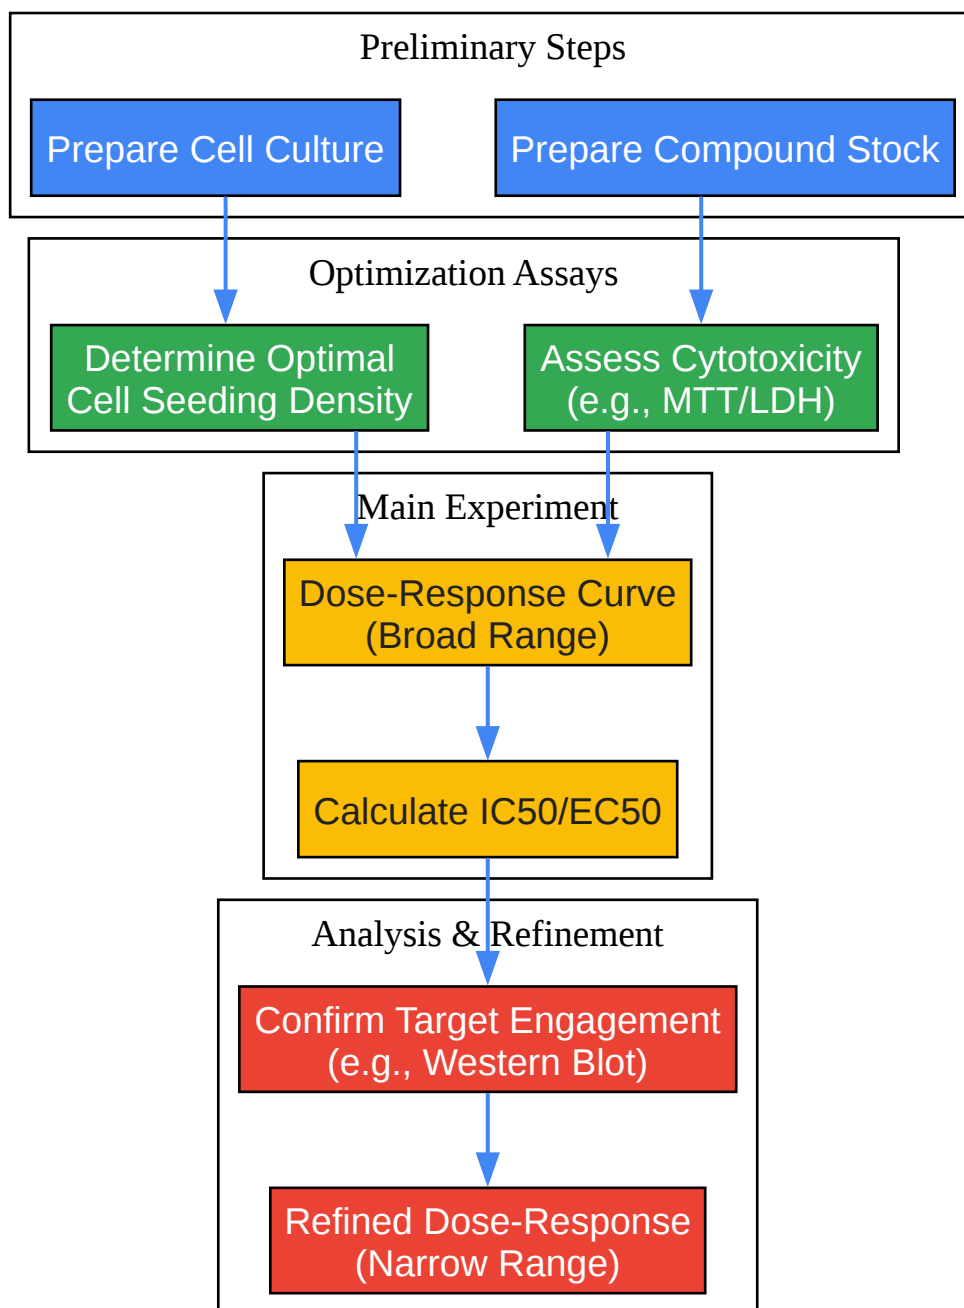 Preliminary Steps
Prepare Cell Culture
Prepare Compound Stock
Optimization Assays
Determine Optimal
Cell Seeding Density
Assess Cytotoxicity
(e.g., MTT/LDH)
Main Experiment
Dose-Response Curve
(Broad Range)
Calculate IC50/EC50
Analysis & Refinement
Confirm Target Engagement
(e.g., Western Blot)
Refined Dose-Response
(Narrow Range)